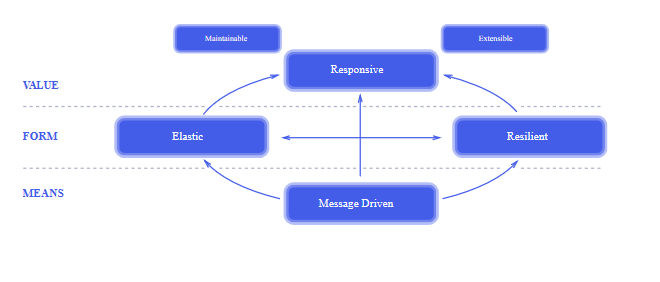 Maintainable
Extensible
Responsive
VALUE
FORM
Elastic
Resilient
MEANS
Message Driven